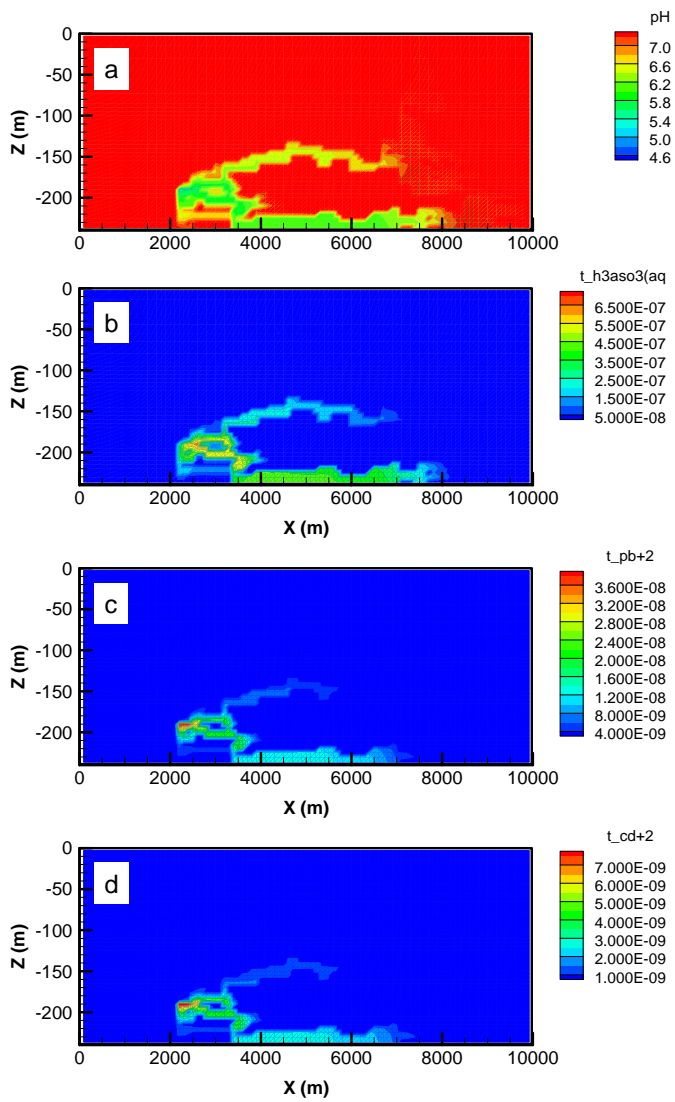 pH
a
7.0
6.6
6.2
5.8
5.4
5.0
4.6
0
-50
-100
-150
-200
Z (m)
0 2000 4000 6000 8000 10000
t_h3aso3(aq
b
6.500E-07
5.500E-07
4.500E-07
3.500E-07
2.500E-07
1.500E-07
5.000E-08
0
-50
-100
-150
-200
Z (m)
0 2000 4000 6000 8000 10000
X (m)
t_pb+2
c
3.600E-08
3.200E-08
2.800E-08
2.400E-08
2.000E-08
1.600E-08
1.200E-08
8.000E-09
4.000E-09
0
-50
-100
-150
-200
Z (m)
0 2000 4000 6000 8000 10000
X (m)
t_cd+2
d
7.000E-09
6.000E-09
5.000E-09
4.000E-09
3.000E-09
2.000E-09
1.000E-09
0
-50
-100
-150
-200
Z (m)
0 2000 4000 6000 8000 10000
X (m)